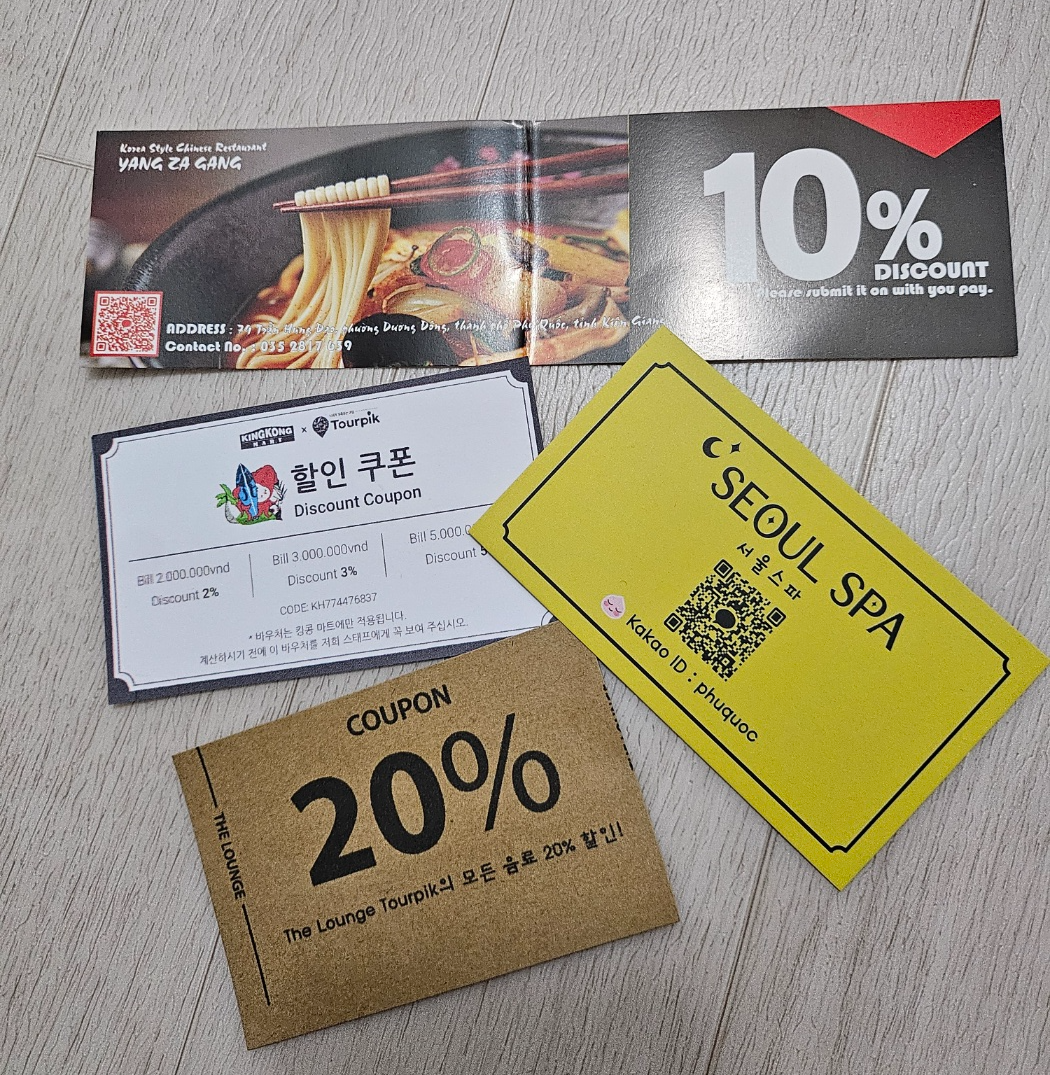 Korea Style Chinese Restaurant
YANG ZA GANG
10%
DISCOUNT
please submit it on with you pay.
ADDRESS : 79 Trần Hưng Đạo, phường Dương Đông, thành phố Phú Quốc, tỉnh Kiên Giang
Contact No. : 035 2817 639
KINGKONG MART x Tourpik
할인 쿠폰
Discount Coupon
Bill 2.000.000vnd
Discount 2%
Bill 3.000.000vnd
Discount 3%
Bill 5.000.
Discount
CODE: KH774476837
* 바우처는 킹콩 마트에만 적용됩니다.
계산하시기 전에 이 바우처를 저희 스태프에게 꼭 보여 주십시오.
SEOUL SPA
서울스파
Kakao ID : phuquoc
COUPON
20%
The Lounge Tourpik의 모든 음료 20% 할인!
THE LOUNGE